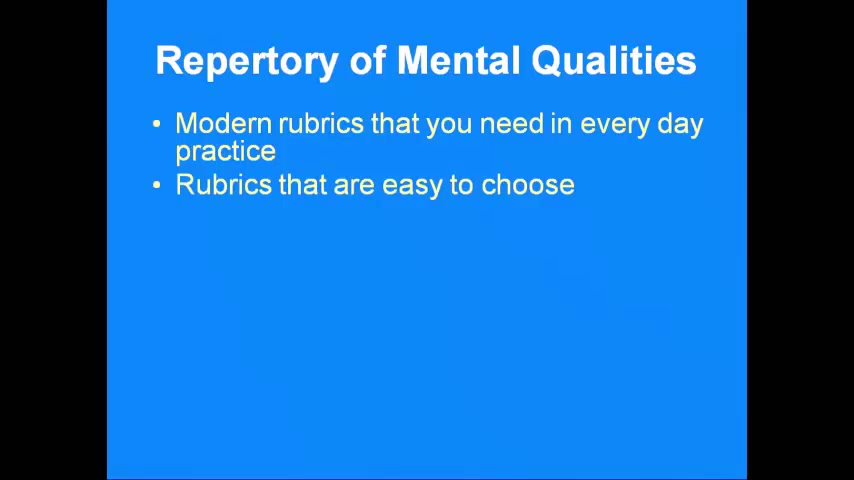 Repertory of Mental Qualities
• Modern rubrics that you need in every day
practice
• Rubrics that are easy to choose